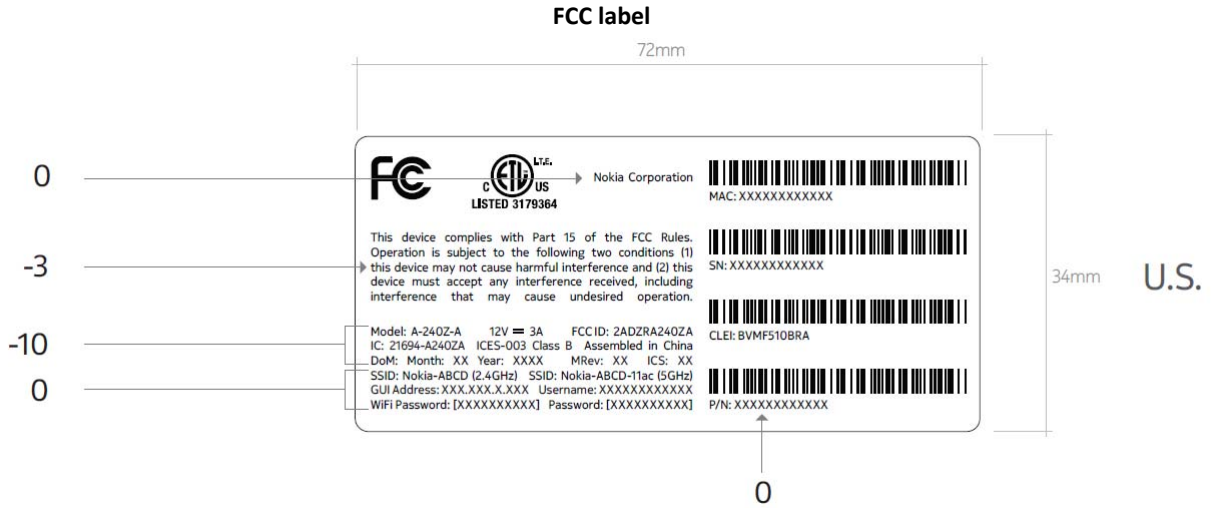 FCC label
72mm
0
FC
C ETL US
I.T.E.
LISTED 3179364
Nokia Corporation
MAC: XXXXXXXXXXXX
-3
This device complies with Part 15 of the FCC Rules.
Operation is subject to the following two conditions (1)
this device may not cause harmful interference and (2) this
device must accept any interference received, including
interference that may cause undesired operation.
SN: XXXXXXXXXXXX
34mm
U.S.
-10
Model: A-240Z-A 12V 3A FCC ID: 2ADZRA240ZA
IC: 21694-A240ZA ICES-003 Class B Assembled in China
DoM: Month: XX Year: XXXX MRev: XX ICS: XX
CLEI: BVMF510BRA
0
SSID: Nokia-ABCD (2.4GHz) SSID: Nokia-ABCD-11ac (5GHz)
GUI Address: XXX.XXX.X.XXX Username: XXXXXXXXXXXX
WiFi Password: [XXXXXXXXXX] Password: [XXXXXXXXXX]
P/N: XXXXXXXXXXXX
0